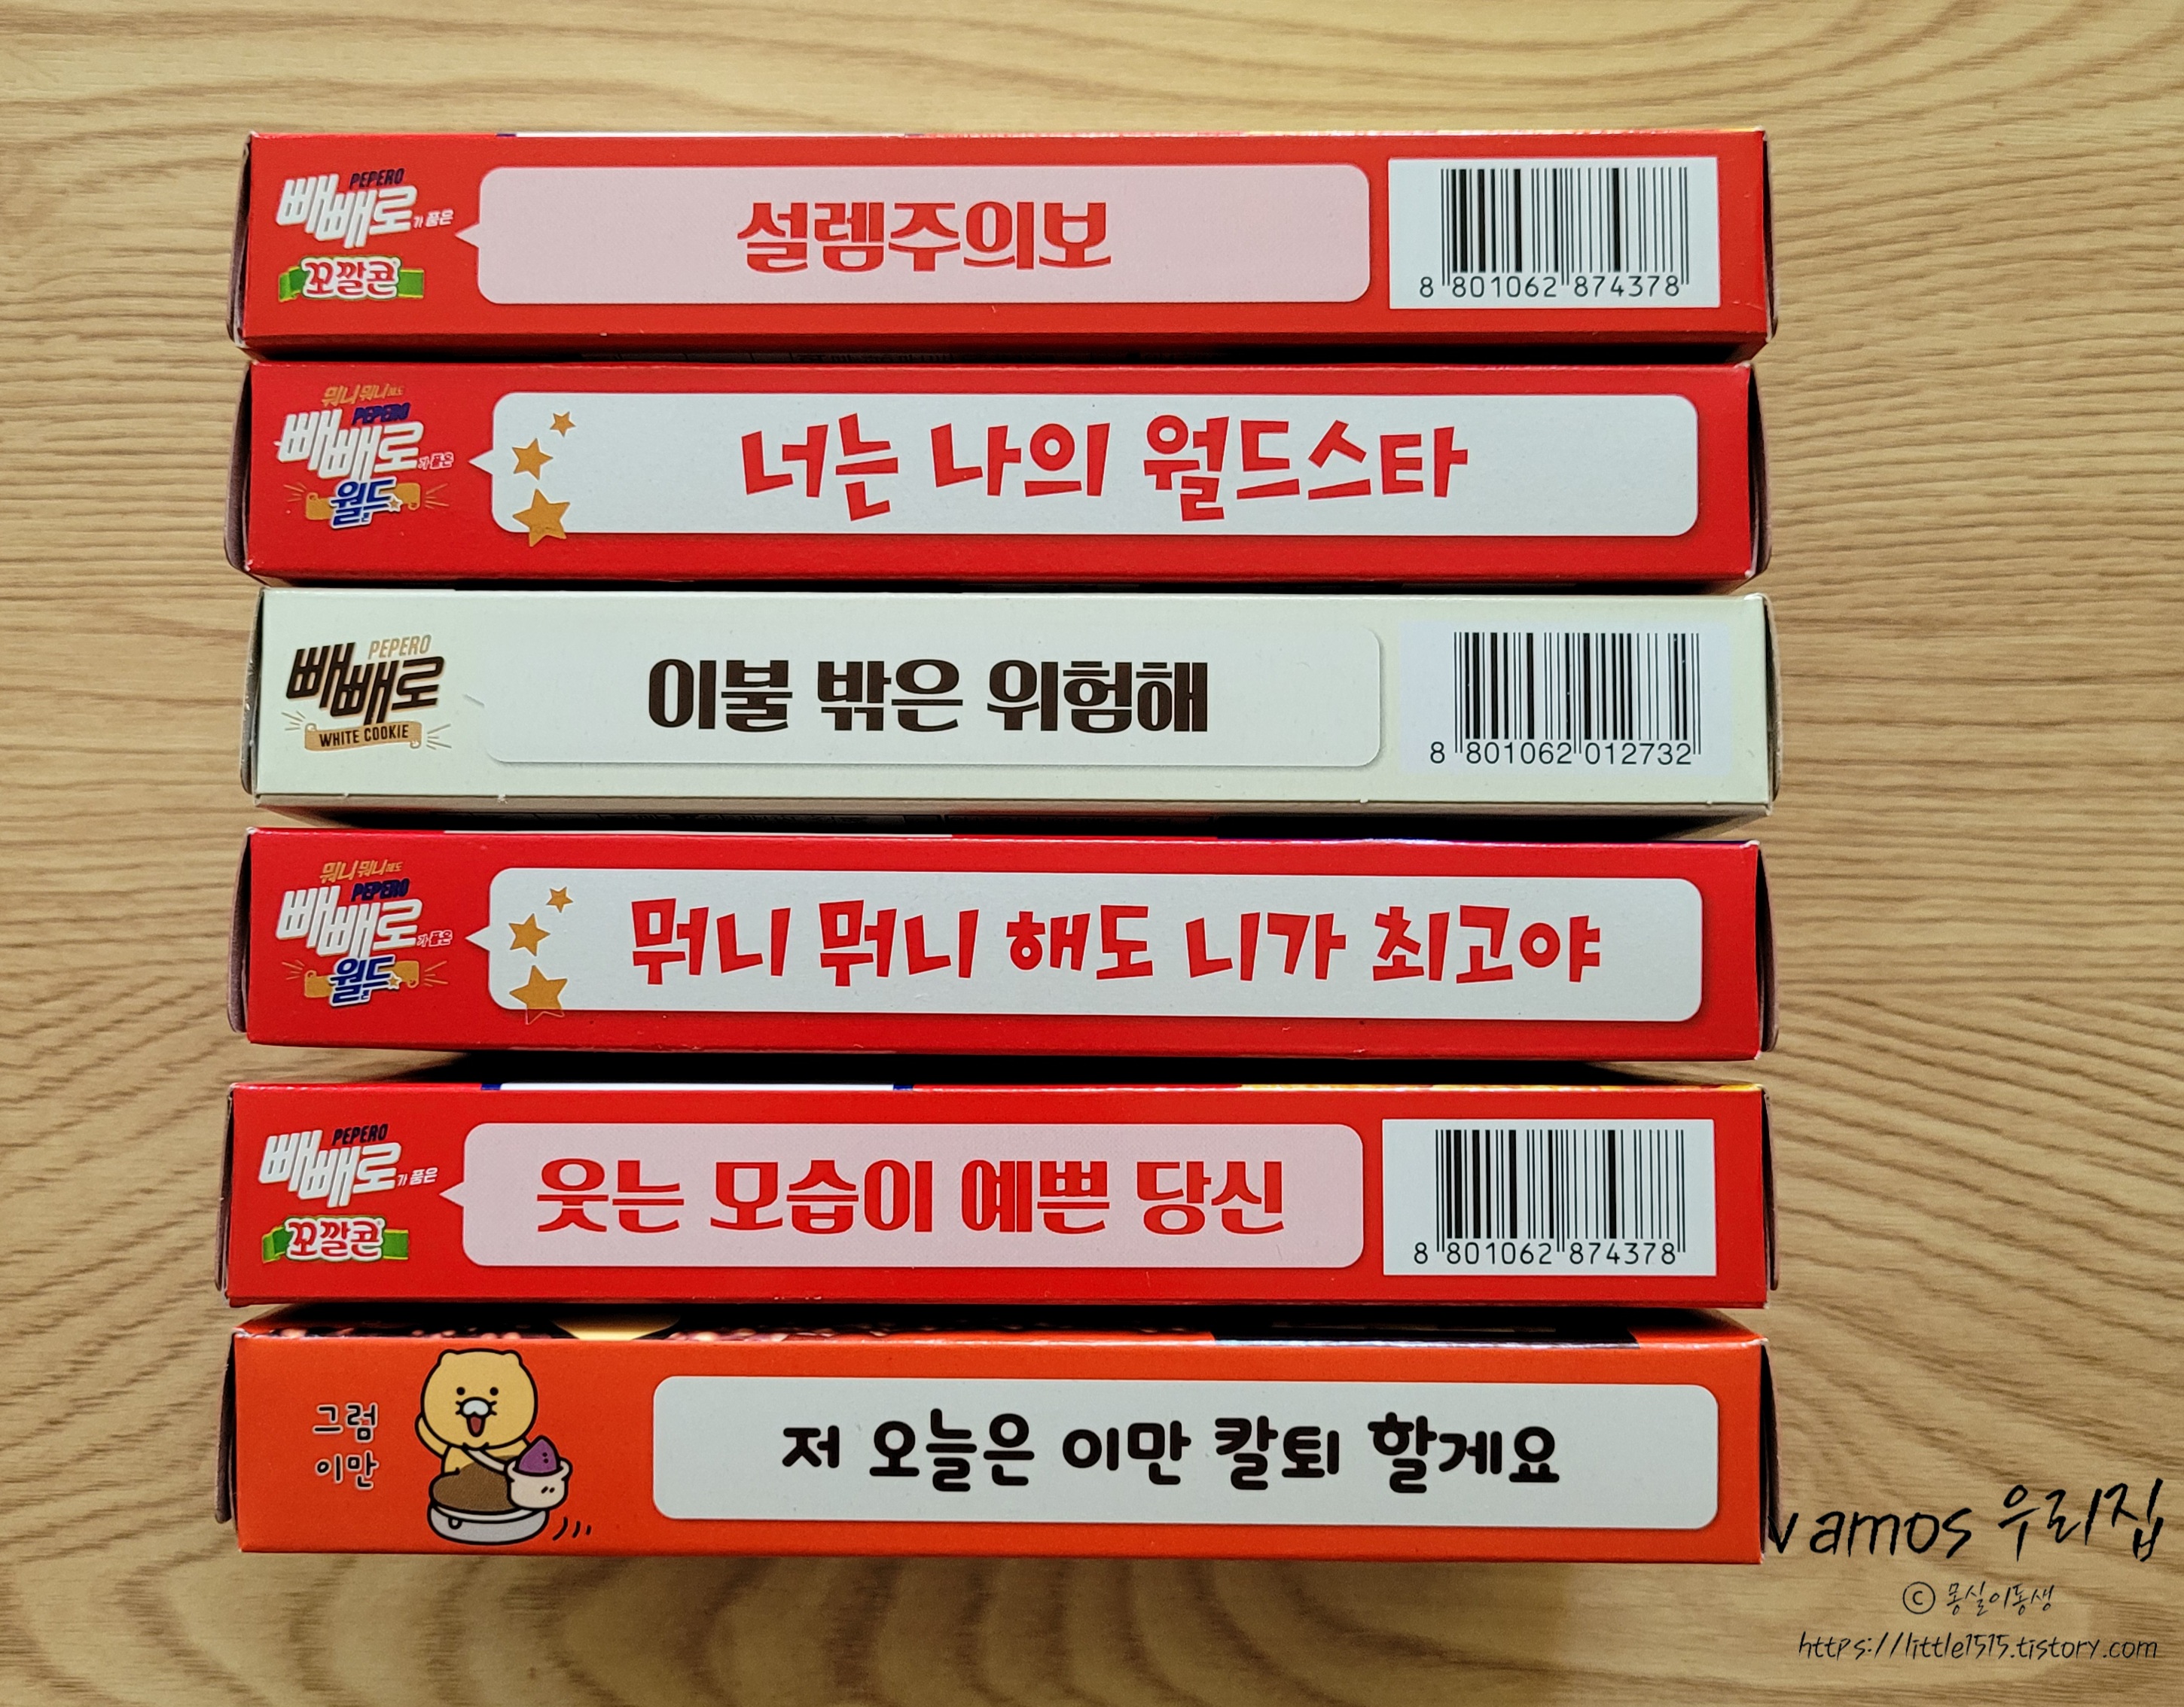 PEPERO
빼빼로가 품은
꼬깔콘
설렘주의보
8 801062 874378
뭐니뭐니해도
PEPERO
빼빼로가 품은
월드
너는 나의 월드스타
PEPERO
빼빼로
WHITE COOKIE
이불 밖은 위험해
8 801062 012732
뭐니뭐니해도
PEPERO
빼빼로가 품은
월드
뭐니 뭐니 해도 니가 최고야
PEPERO
빼빼로가 품은
꼬깔콘
웃는 모습이 예쁜 당신
8 801062 874378
그럼
이만
저 오늘은 이만 칼퇴 할게요
vamos 우리집
© 몽실이동생
https://little1515.tistory.com